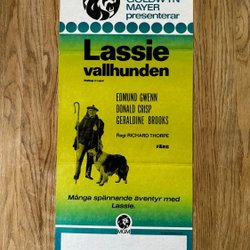 GOLDWYN
MAYER
presenterar
Lassie
vallhunden
EDMUND GWENN
DONALD CRISP
GERALDINE BROOKS
Regi RICHARD THORPE
FÄRG
Många spännande äventyr med
Lassie.
MGM